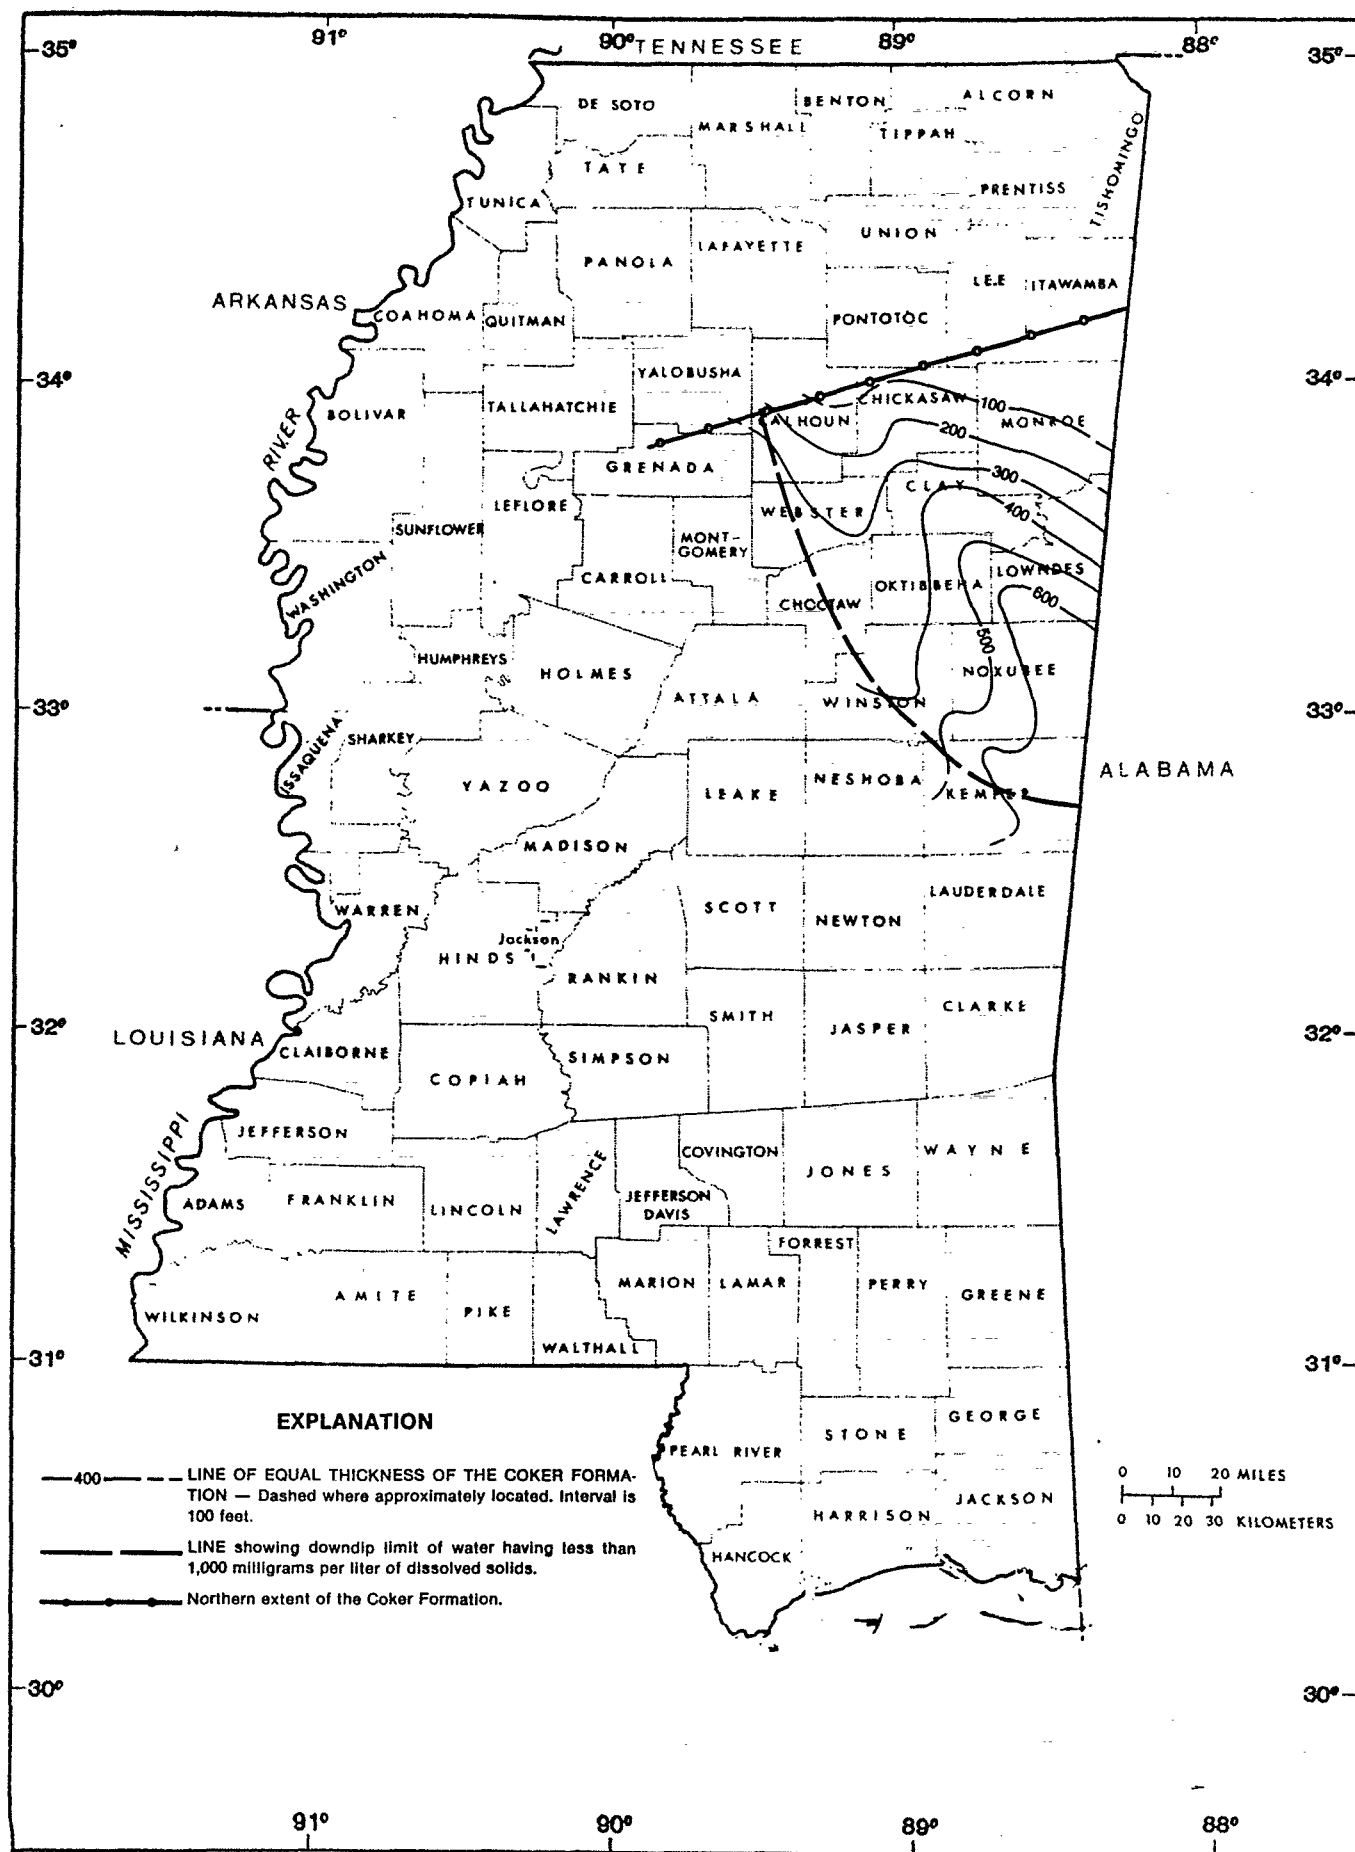 91° 90° 89° 88°
35° TENNESSEE 35°
DE SOTO BENTON ALCORN
MARSHALL TIPPAH
TISHOMINGO
TATE
PRENTISS
TUNICA
UNION
LAFAYETTE
PANOLA
LEE ITAWAMBA
ARKANSAS
COAHOMA QUITMAN PONTOTOC
34° YALOBUSHA 34°
CHICKASAW 100
BOLIVAR TALLAHATCHIE CALHOUN MONROE
200
RIVER
GRENADA 300
CLAY
LEFLORE WEBSTER 400
SUNFLOWER
MONT-
GOMERY
WASHINGTON CARROLL OKTIBBEHA LOWNDES
CHOCTAW 600
500
HUMPHREYS
HOLMES NOXUBEE
ATTALA WINSTON
33° 33°
ISSAQUENA SHARKEY
ALABAMA
YAZOO LEAKE NESHOBA KEMPER
MADISON
LAUDERDALE
WARREN SCOTT NEWTON
Jackson
HINDS
RANKIN
CLARKE
SMITH JASPER
32° 32°
LOUISIANA
CLAIBORNE SIMPSON
COPIAH
MISSISSIPPI
JEFFERSON
COVINGTON WAYNE
JONES
LAWRENCE
ADAMS FRANKLIN LINCOLN JEFFERSON
DAVIS
FORREST
MARION LAMAR PERRY GREENE
AMITE PIKE
WILKINSON
WALTHALL
31° 31°
EXPLANATION
GEORGE
STONE
PEARL RIVER
400 LINE OF EQUAL THICKNESS OF THE COKER FORMA-
TION — Dashed where approximately located. Interval is
100 feet.
0 10 20 MILES
0 10 20 30 KILOMETERS
JACKSON
HARRISON
HANCOCK
LINE showing downdip limit of water having less than
1,000 milligrams per liter of dissolved solids.
Northern extent of the Coker Formation.
30° 30°
91° 90° 89° 88°